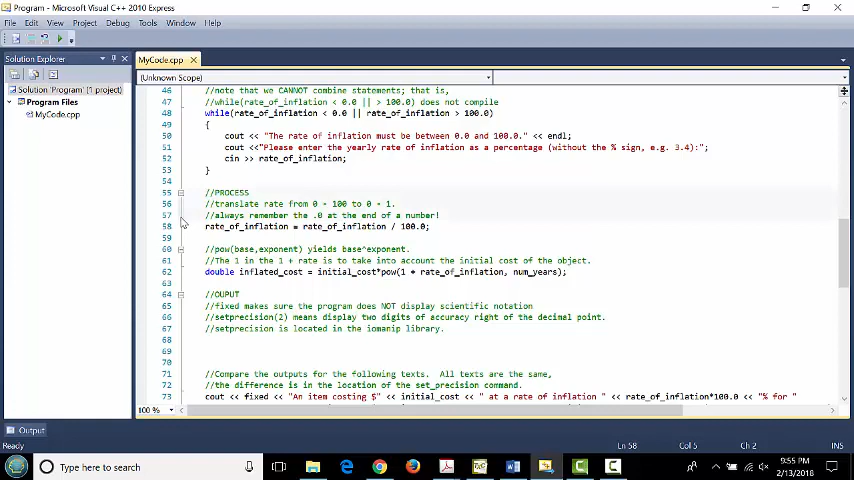 Program - Microsoft Visual C++ 2010 Express
File Edit View Project Debug Tools Window Help
Solution Explorer
MyCode.cpp
(Unknown Scope)
Solution 'Program' (1 project)
Program Files
MyCode.cpp
46 //note that we CANNOT combine statements; that is,
47 //while(rate_of_inflation < 0.0 || > 100.0) does not compile
48 while(rate_of_inflation < 0.0 || rate_of_inflation > 100.0)
49 {
50 cout << "The rate of inflation must be between 0.0 and 100.0." << endl;
51 cout <<"Please enter the yearly rate of inflation as a percentage (without the % sign, e.g. 3.4):";
52 cin >> rate_of_inflation;
53 }
54
55 //PROCESS
56 //translate rate from 0 - 100 to 0 - 1.
57 //always remember the .0 at the end of a number!
58 rate_of_inflation = rate_of_inflation / 100.0;
59
60 //pow(base,exponent) yields base^exponent.
61 //The 1 in the 1 + rate is to take into account the initial cost of the object.
62 double inflated_cost = initial_cost*pow(1 + rate_of_inflation, num_years);
63
64 //OUPUT
65 //fixed makes sure the program does NOT display scientific notation
66 //setprecision(2) means display two digits of accuracy right of the decimal point.
67 //setprecision is located in the iomanip library.
68
69
70
71 //Compare the outputs for the following texts. All texts are the same,
72 //the difference is in the location of the set_precision command.
73 cout << fixed << "An item costing $" << initial_cost << " at a rate of inflation " << rate_of_inflation*100.0 << "% for "
100 %
Output
Ready
Ln 58 Col 5 Ch 2 INS
Type here to search
9:55 PM
2/13/2018